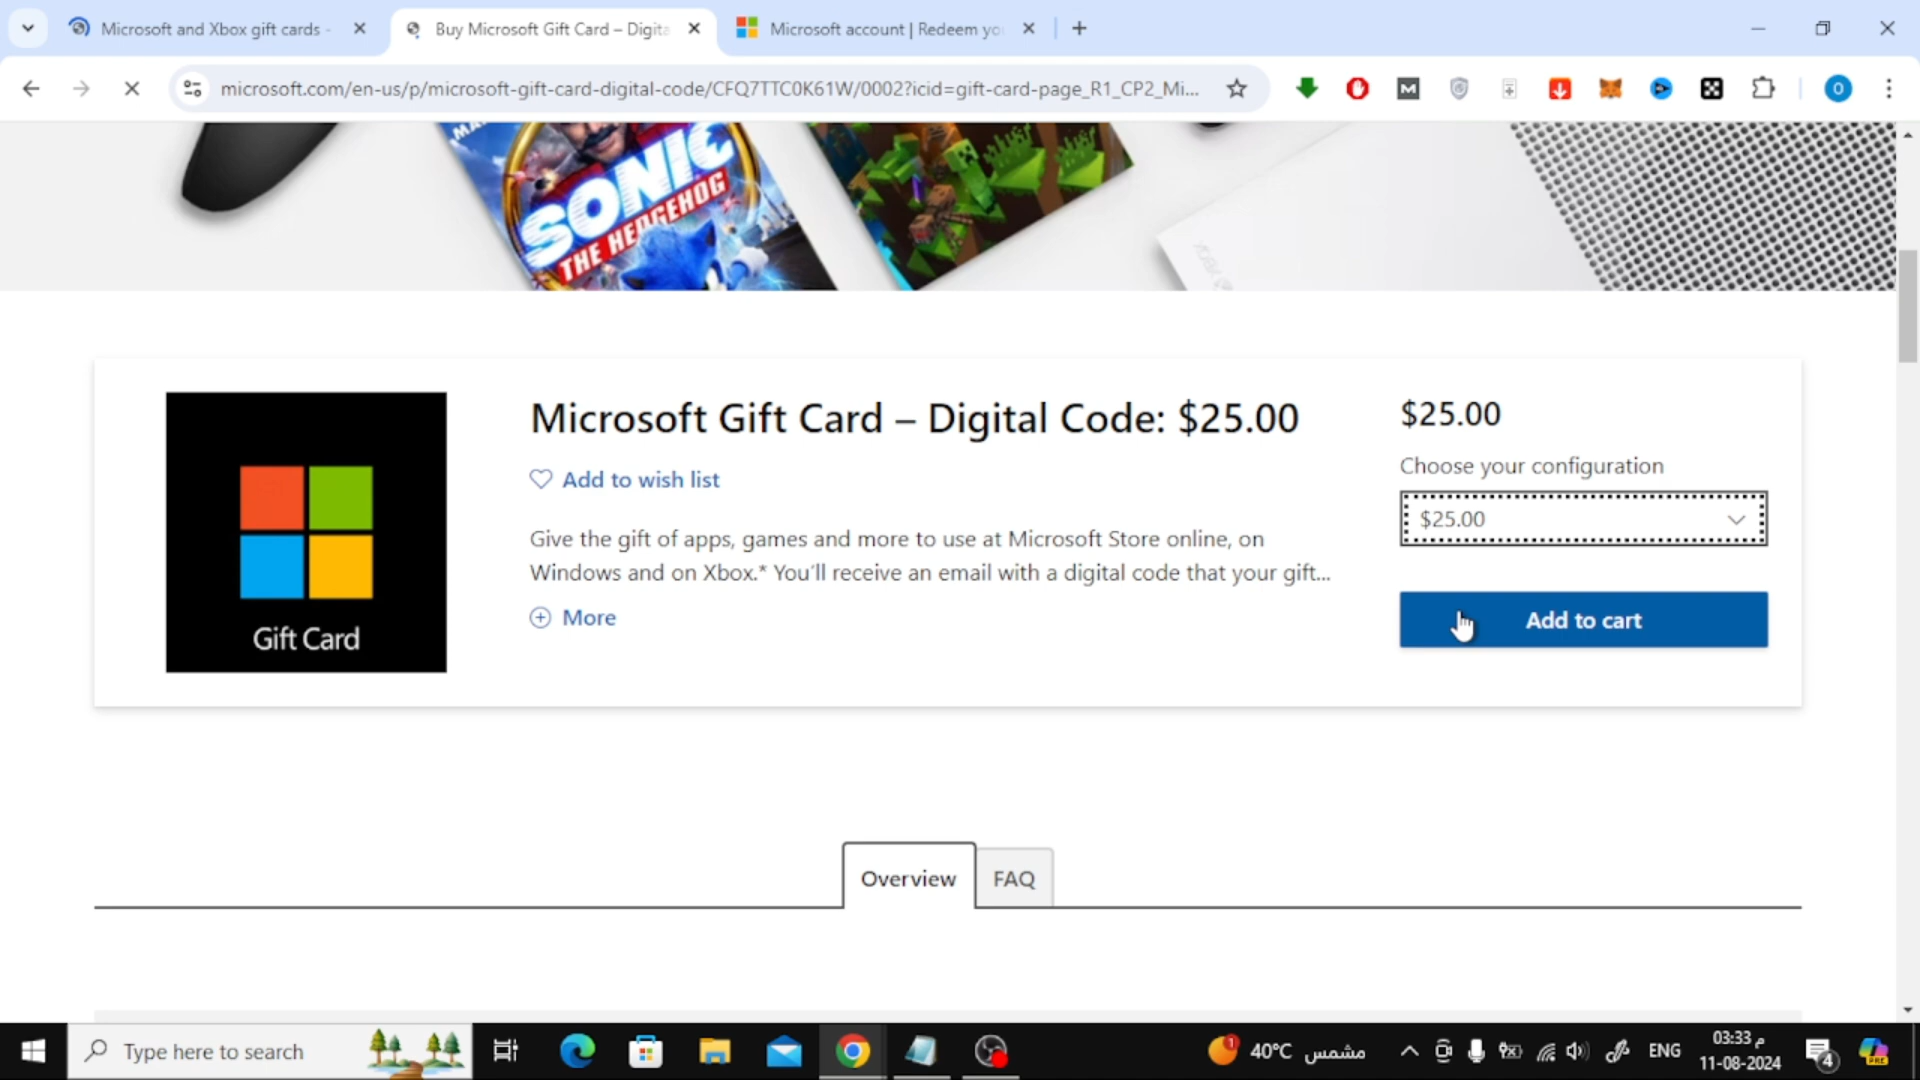 Microsoft and Xbox gift cards -
Buy Microsoft Gift Card – Digita
Microsoft account | Redeem yo
microsoft.com/en-us/p/microsoft-gift-card-digital-code/CFQ7TTC0K61W/0002?icid=gift-card-page_R1_CP2_Mi...
O
SONIC
THE HEDGEHOG
Microsoft Gift Card – Digital Code: $25.00
Add to wish list
Give the gift of apps, games and more to use at Microsoft Store online, on
Windows and on Xbox.* You'll receive an email with a digital code that your gift...
More
Gift Card
$25.00
Choose your configuration
$25.00
Add to cart
Overview
FAQ
Type here to search
1
40°C مشمس
ENG
03:33 م
11-08-2024
4
PRE